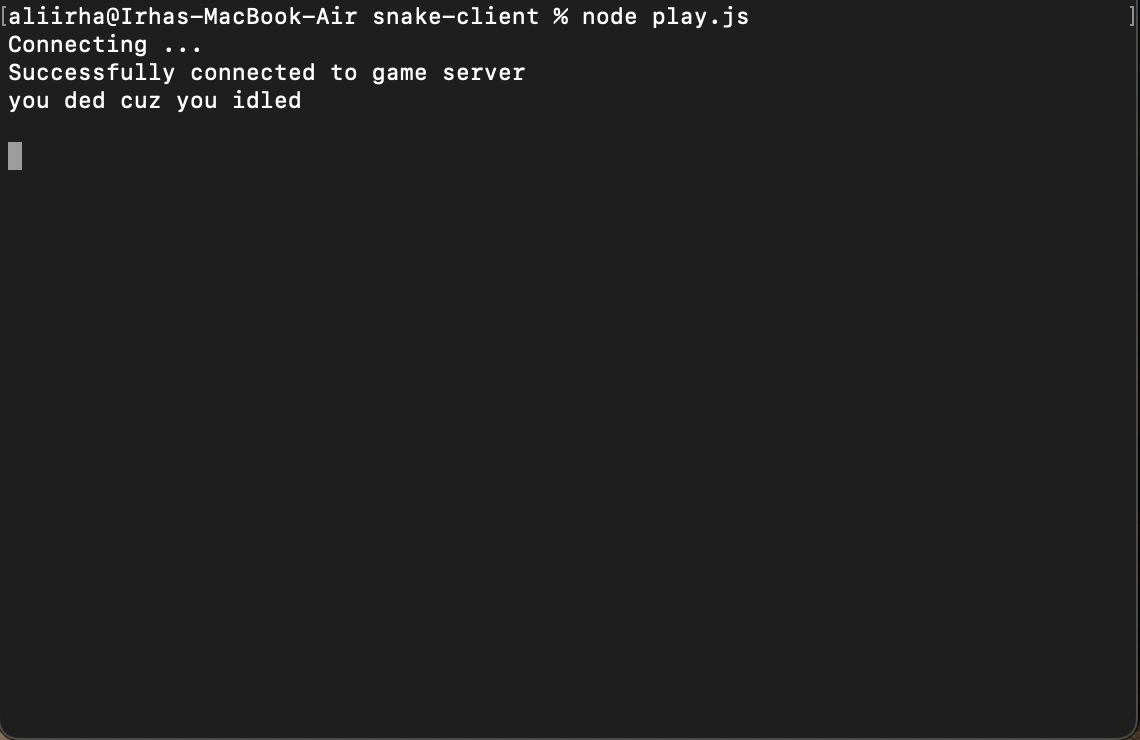 [aliirha@Irhas-MacBook-Air snake-client % node play.js ]
Connecting ...
Successfully connected to game server
you ded cuz you idled